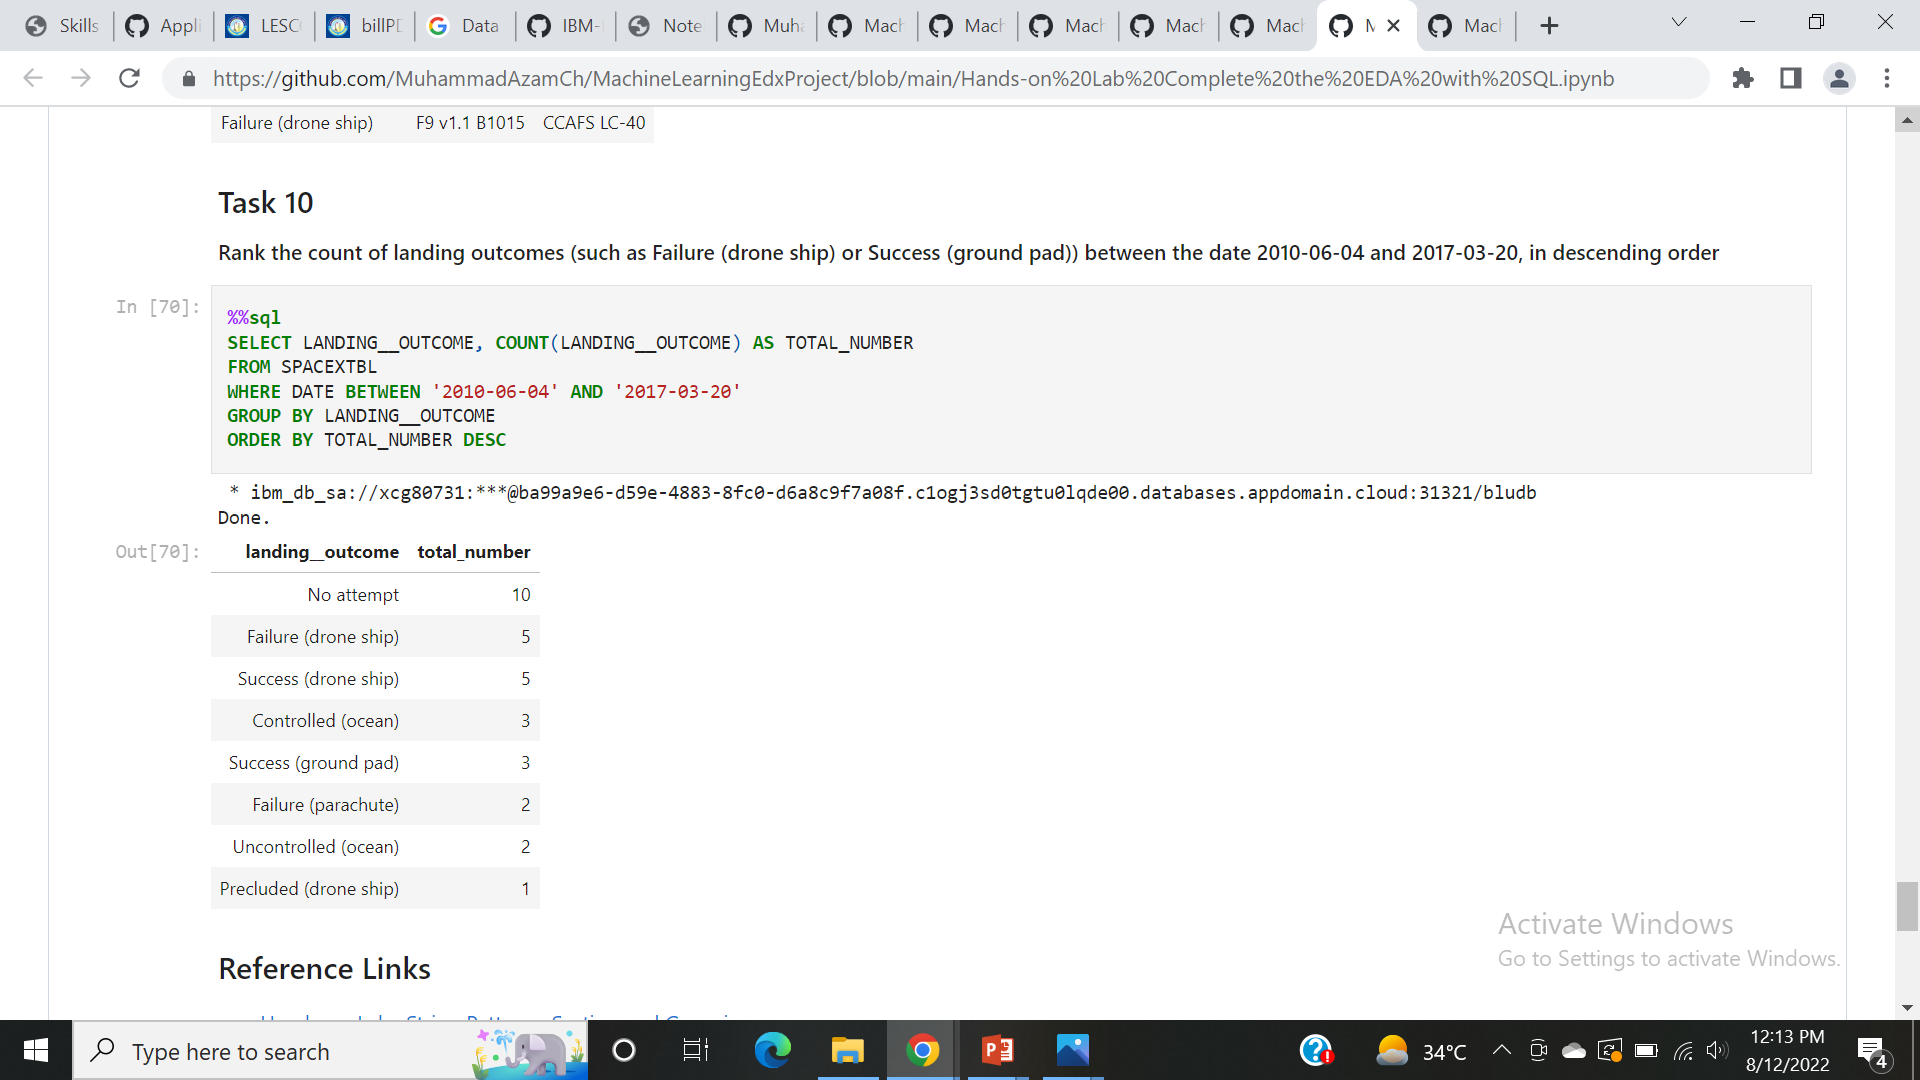 Skills
Appli
LESC
billPD
Data
IBM-
Note
Muha
Mach
Mach
Mach
Mach
Mach
Mach
https://github.com/MuhammadAzamCh/MachineLearningEdxProject/blob/main/Hands-on%20Lab%20Complete%20the%20EDA%20with%20SQL.ipynb
Failure (drone ship) F9 v1.1 B1015 CCAFS LC-40
Task 10
Rank the count of landing outcomes (such as Failure (drone ship) or Success (ground pad)) between the date 2010-06-04 and 2017-03-20, in descending order
In [70]:
%%sql
SELECT LANDING__OUTCOME, COUNT(LANDING__OUTCOME) AS TOTAL_NUMBER
FROM SPACEXTBL
WHERE DATE BETWEEN '2010-06-04' AND '2017-03-20'
GROUP BY LANDING__OUTCOME
ORDER BY TOTAL_NUMBER DESC
* ibm_db_sa://xcg80731:***@ba99a9e6-d59e-4883-8fc0-d6a8c9f7a08f.c1ogj3sd0tgtu0lqde00.databases.appdomain.cloud:31321/bludb
Done.
Out[70]:
landing__outcome total_number
No attempt 10
Failure (drone ship) 5
Success (drone ship) 5
Controlled (ocean) 3
Success (ground pad) 3
Failure (parachute) 2
Uncontrolled (ocean) 2
Precluded (drone ship) 1
Activate Windows
Go to Settings to activate Windows.
Reference Links
Type here to search
34°C
12:13 PM
8/12/2022
4